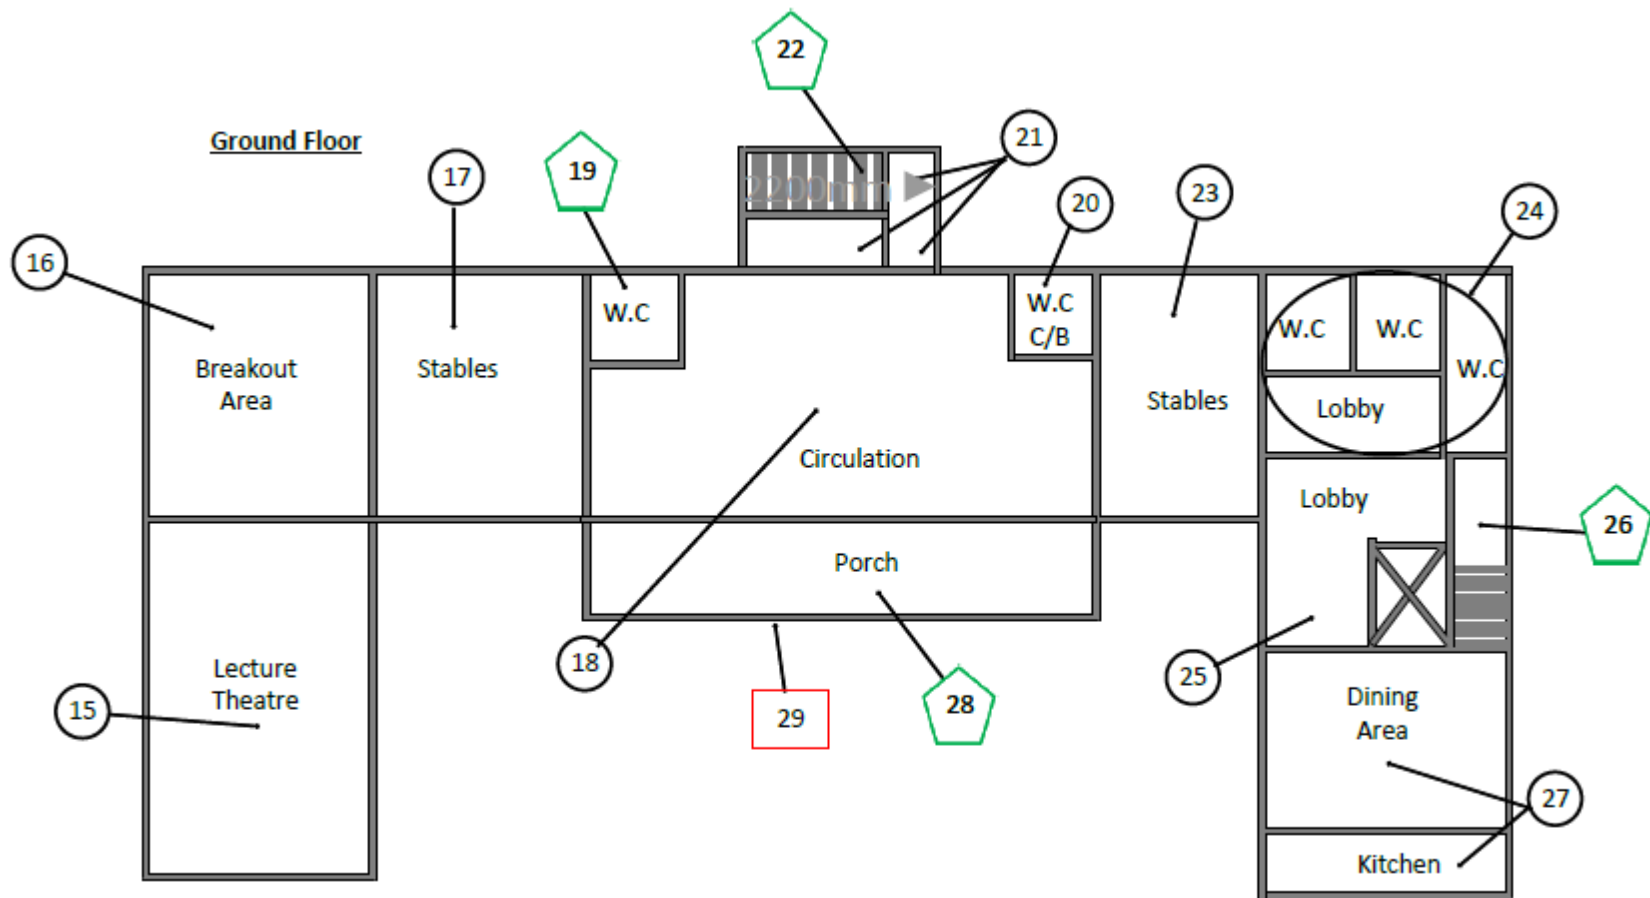 22
Ground Floor
21
19
17
2200mm
20
23
24
16
W.C
W.C
C/B
W.C
W.C
W.C
Breakout
Area
Stables
Stables
Lobby
Circulation
Lobby
26
Porch
18
25
Lecture
Theatre
15
29
28
Dining
Area
27
Kitchen